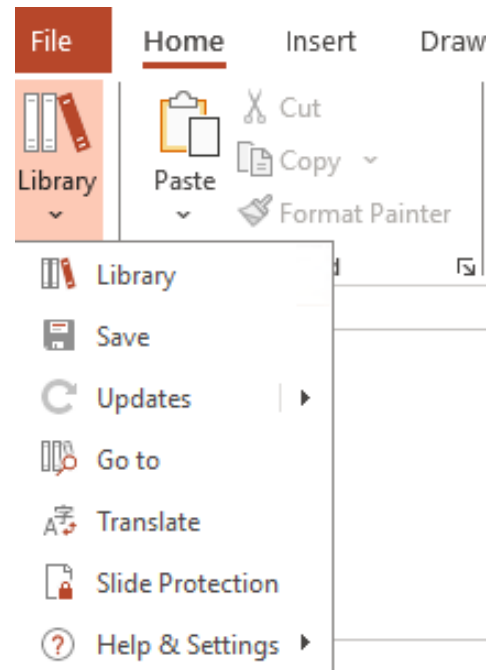 File Home Insert Draw
Library
Paste
Cut
Copy
Format Painter
Library
Save
Updates
Go to
Translate
Slide Protection
Help & Settings